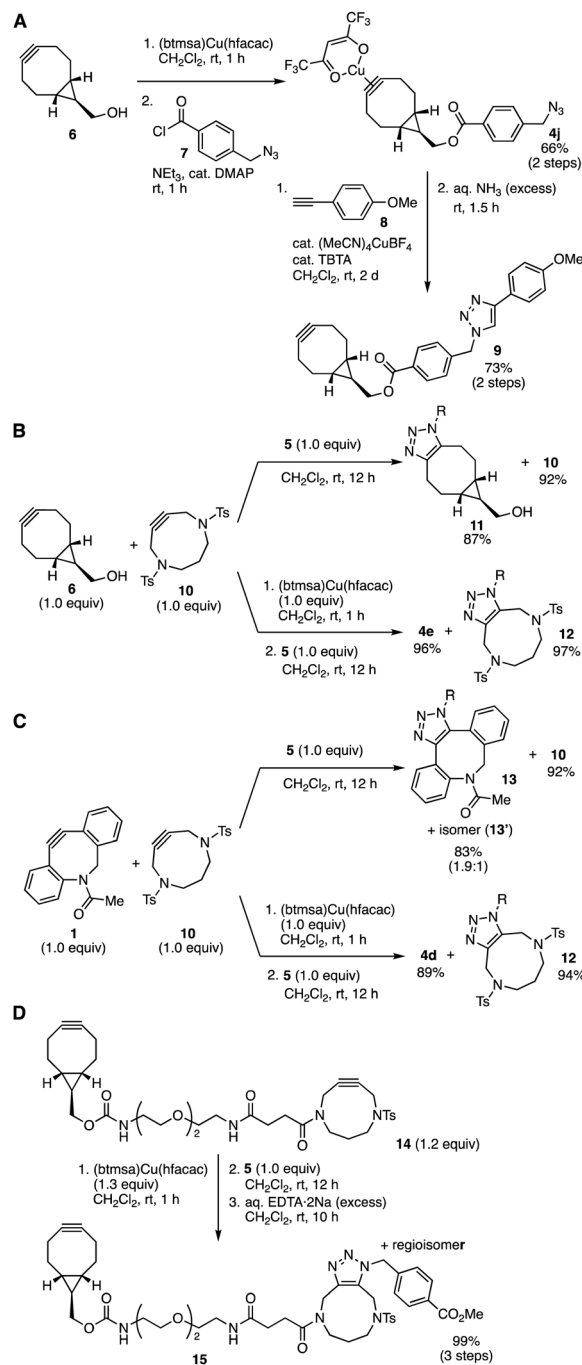 A
1. (btmsa)Cu(hfacac)
CH2Cl2, rt, 1 h
2.
O
Cl
7
N3
NEt3, cat. DMAP
rt, 1 h
H
H
OH
6
CF3
O
F3C
O
Cu
H
H
O
O
N3
4j
66%
(2 steps)
1.
OMe
8
cat. (MeCN)4CuBF4
cat. TBTA
CH2Cl2, rt, 2 d
2. aq. NH3 (excess)
rt, 1.5 h
OMe
N
N
N
H
H
O
O
9
73%
(2 steps)
B
5 (1.0 equiv)
CH2Cl2, rt, 12 h
R
N
N
N
H
H
OH
11
87%
+ 10
92%
H
H
OH
6
(1.0 equiv)
+
Ts
N
N
Ts
10
(1.0 equiv)
1. (btmsa)Cu(hfacac)
(1.0 equiv)
CH2Cl2, rt, 1 h
2. 5 (1.0 equiv)
CH2Cl2, rt, 12 h
4e +
96%
R
N
N
N
Ts
N
N
Ts
12
97%
C
5 (1.0 equiv)
CH2Cl2, rt, 12 h
R
N
N
N
N
O
Me
13
+ isomer (13')
83%
(1.9:1)
+ 10
92%
N
O
Me
1
(1.0 equiv)
+
Ts
N
N
Ts
10
(1.0 equiv)
1. (btmsa)Cu(hfacac)
(1.0 equiv)
CH2Cl2, rt, 1 h
2. 5 (1.0 equiv)
CH2Cl2, rt, 12 h
4d +
89%
R
N
N
N
Ts
N
N
Ts
12
94%
D
H
H
O
O
N
H
O
2
H
N
O
O
N
N
Ts
14 (1.2 equiv)
1. (btmsa)Cu(hfacac)
(1.3 equiv)
CH2Cl2, rt, 1 h
2. 5 (1.0 equiv)
CH2Cl2, rt, 12 h
3. aq. EDTA·2Na (excess)
CH2Cl2, rt, 10 h
+ regioisomer
H
H
O
O
N
H
O
2
H
N
O
O
N
N
N
N
N
Ts
CO2Me
15
99%
(3 steps)